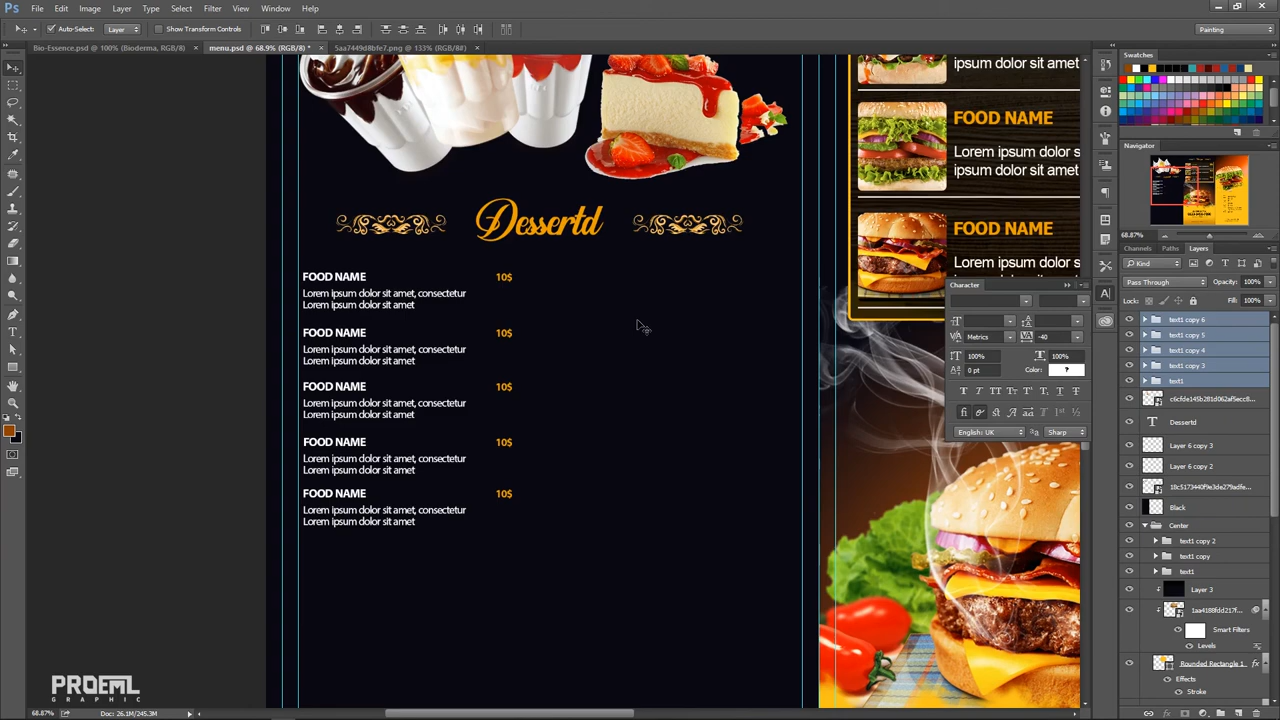 Ps File Edit Image Layer Type Select Filter View Window Help
Auto-Select: Layer Show Transform Controls Painting
Bio-Essence.psd @ 100% (Bioderma, RGB/8) × menu.psd @ 68.9% (RGB/8) * × 5aa7449d8bfe7.png @ 133% (RGB/8#) ×
Dessertd
FOOD NAME 10$
Lorem ipsum dolor sit amet, consectetur
Lorem ipsum dolor sit amet
FOOD NAME 10$
Lorem ipsum dolor sit amet, consectetur
Lorem ipsum dolor sit amet
FOOD NAME 10$
Lorem ipsum dolor sit amet, consectetur
Lorem ipsum dolor sit amet
FOOD NAME 10$
Lorem ipsum dolor sit amet, consectetur
Lorem ipsum dolor sit amet
FOOD NAME 10$
Lorem ipsum dolor sit amet, consectetur
Lorem ipsum dolor sit amet
ipsum dolor sit amet
FOOD NAME
Lorem ipsum dolor s
ipsum dolor sit amet
FOOD NAME
Lorem ipsum dolor s
Character
Metrics -40
100% 100%
0 pt Color:
English: UK Sharp
Swatches
Navigator
68.87%
Channels Paths Layers
Kind
Pass Through Opacity: 100%
Lock: Fill: 100%
text1 copy 6
text1 copy 5
text1 copy 4
text1 copy 3
text1
c6cfde145b281d062af5ecc8...
Dessertd
Layer 6 copy 3
Layer 6 copy 2
18c5173440f9e3de279adfe...
Black
Center
text1 copy 2
text1 copy
text1
Layer 3
1aa4188fdd217f...
Smart Filters
Levels
Rounded Rectangle 1 fx
Effects
Stroke
PROEML
GRAPHIC
68.87% Doc: 26.1M/245.3M